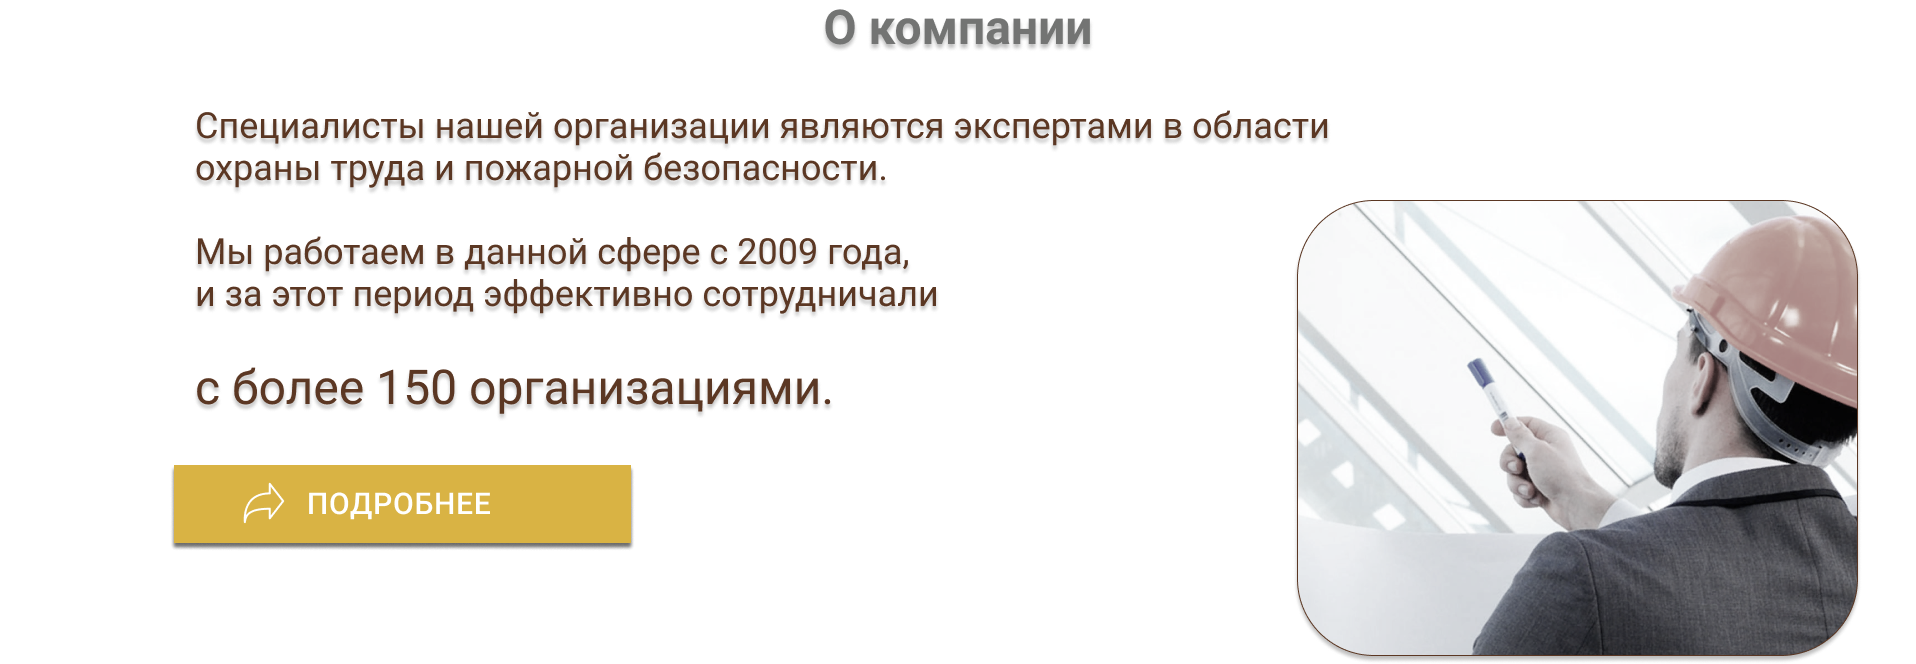 О компании
Специалисты нашей организации являются экспертами в области
охраны труда и пожарной безопасности.
Мы работаем в данной сфере с 2009 года,
и за этот период эффективно сотрудничали
с более 150 организациями.
ПОДРОБНЕЕ